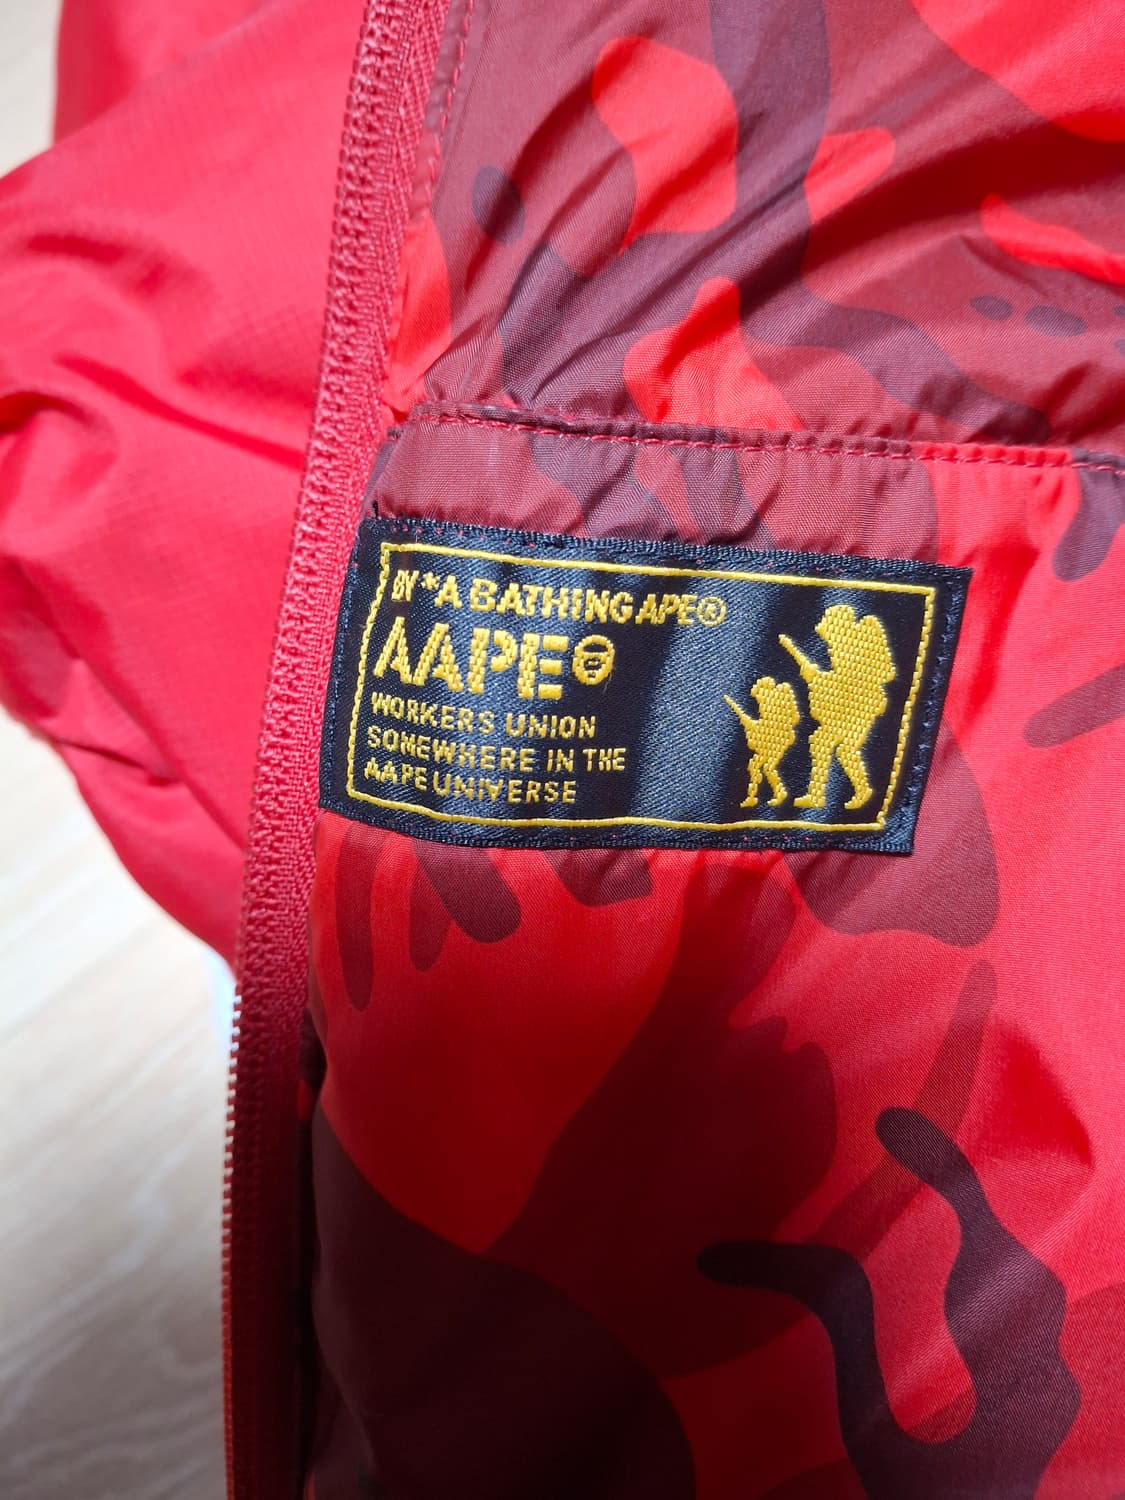 BY *A BATHING APE®
AAPE
WORKERS UNION
SOMEWHERE IN THE
AAPE UNIVERSE